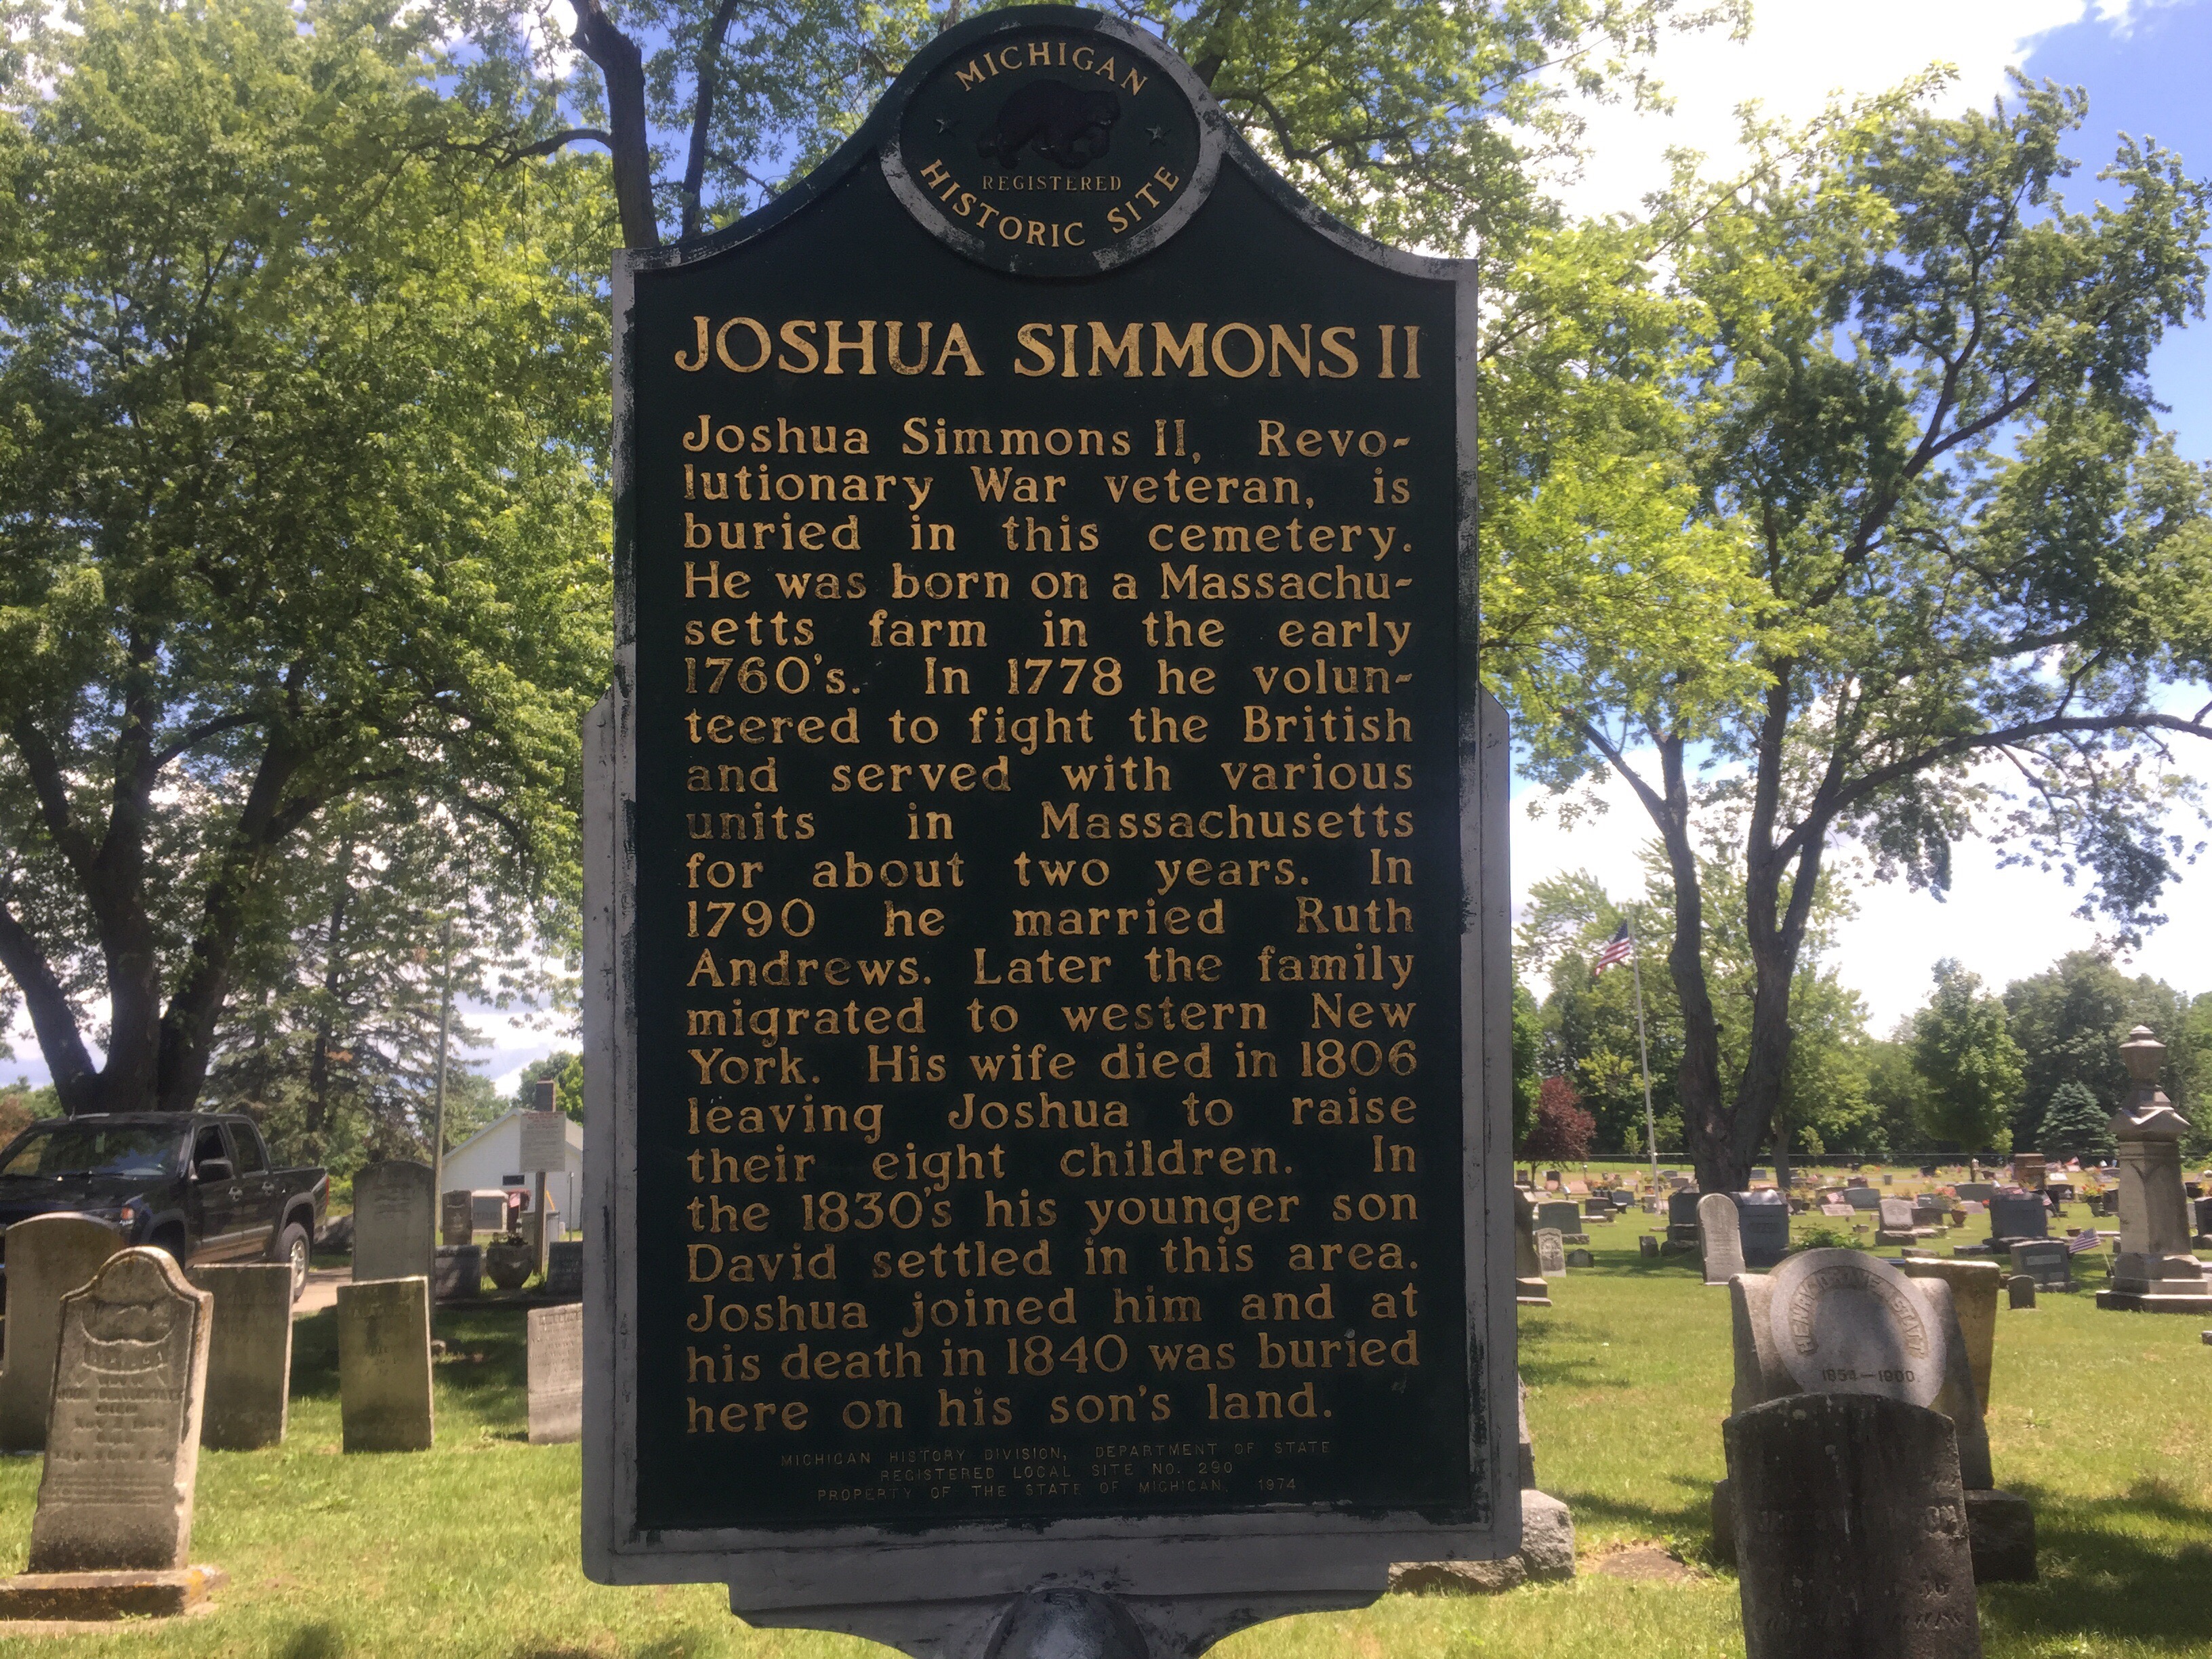 MICHIGAN
REGISTERED
HISTORIC SITE
JOSHUA SIMMONS II
Joshua Simmons II, Revo-
lutionary War veteran, is
buried in this cemetery.
He was born on a Massachu-
setts farm in the early
1760's. In 1778 he volun-
teered to fight the British
and served with various
units in Massachusetts
for about two years. In
1790 he married Ruth
Andrews. Later the family
migrated to western New
York. His wife died in 1806
leaving Joshua to raise
their eight children. In
the 1830's his younger son
David settled in this area.
Joshua joined him and at
his death in 1840 was buried
here on his son's land.
MICHIGAN HISTORY DIVISION, DEPARTMENT OF STATE
REGISTERED LOCAL SITE NO. 290
PROPERTY OF THE STATE OF MICHIGAN, 1974
1854-1900